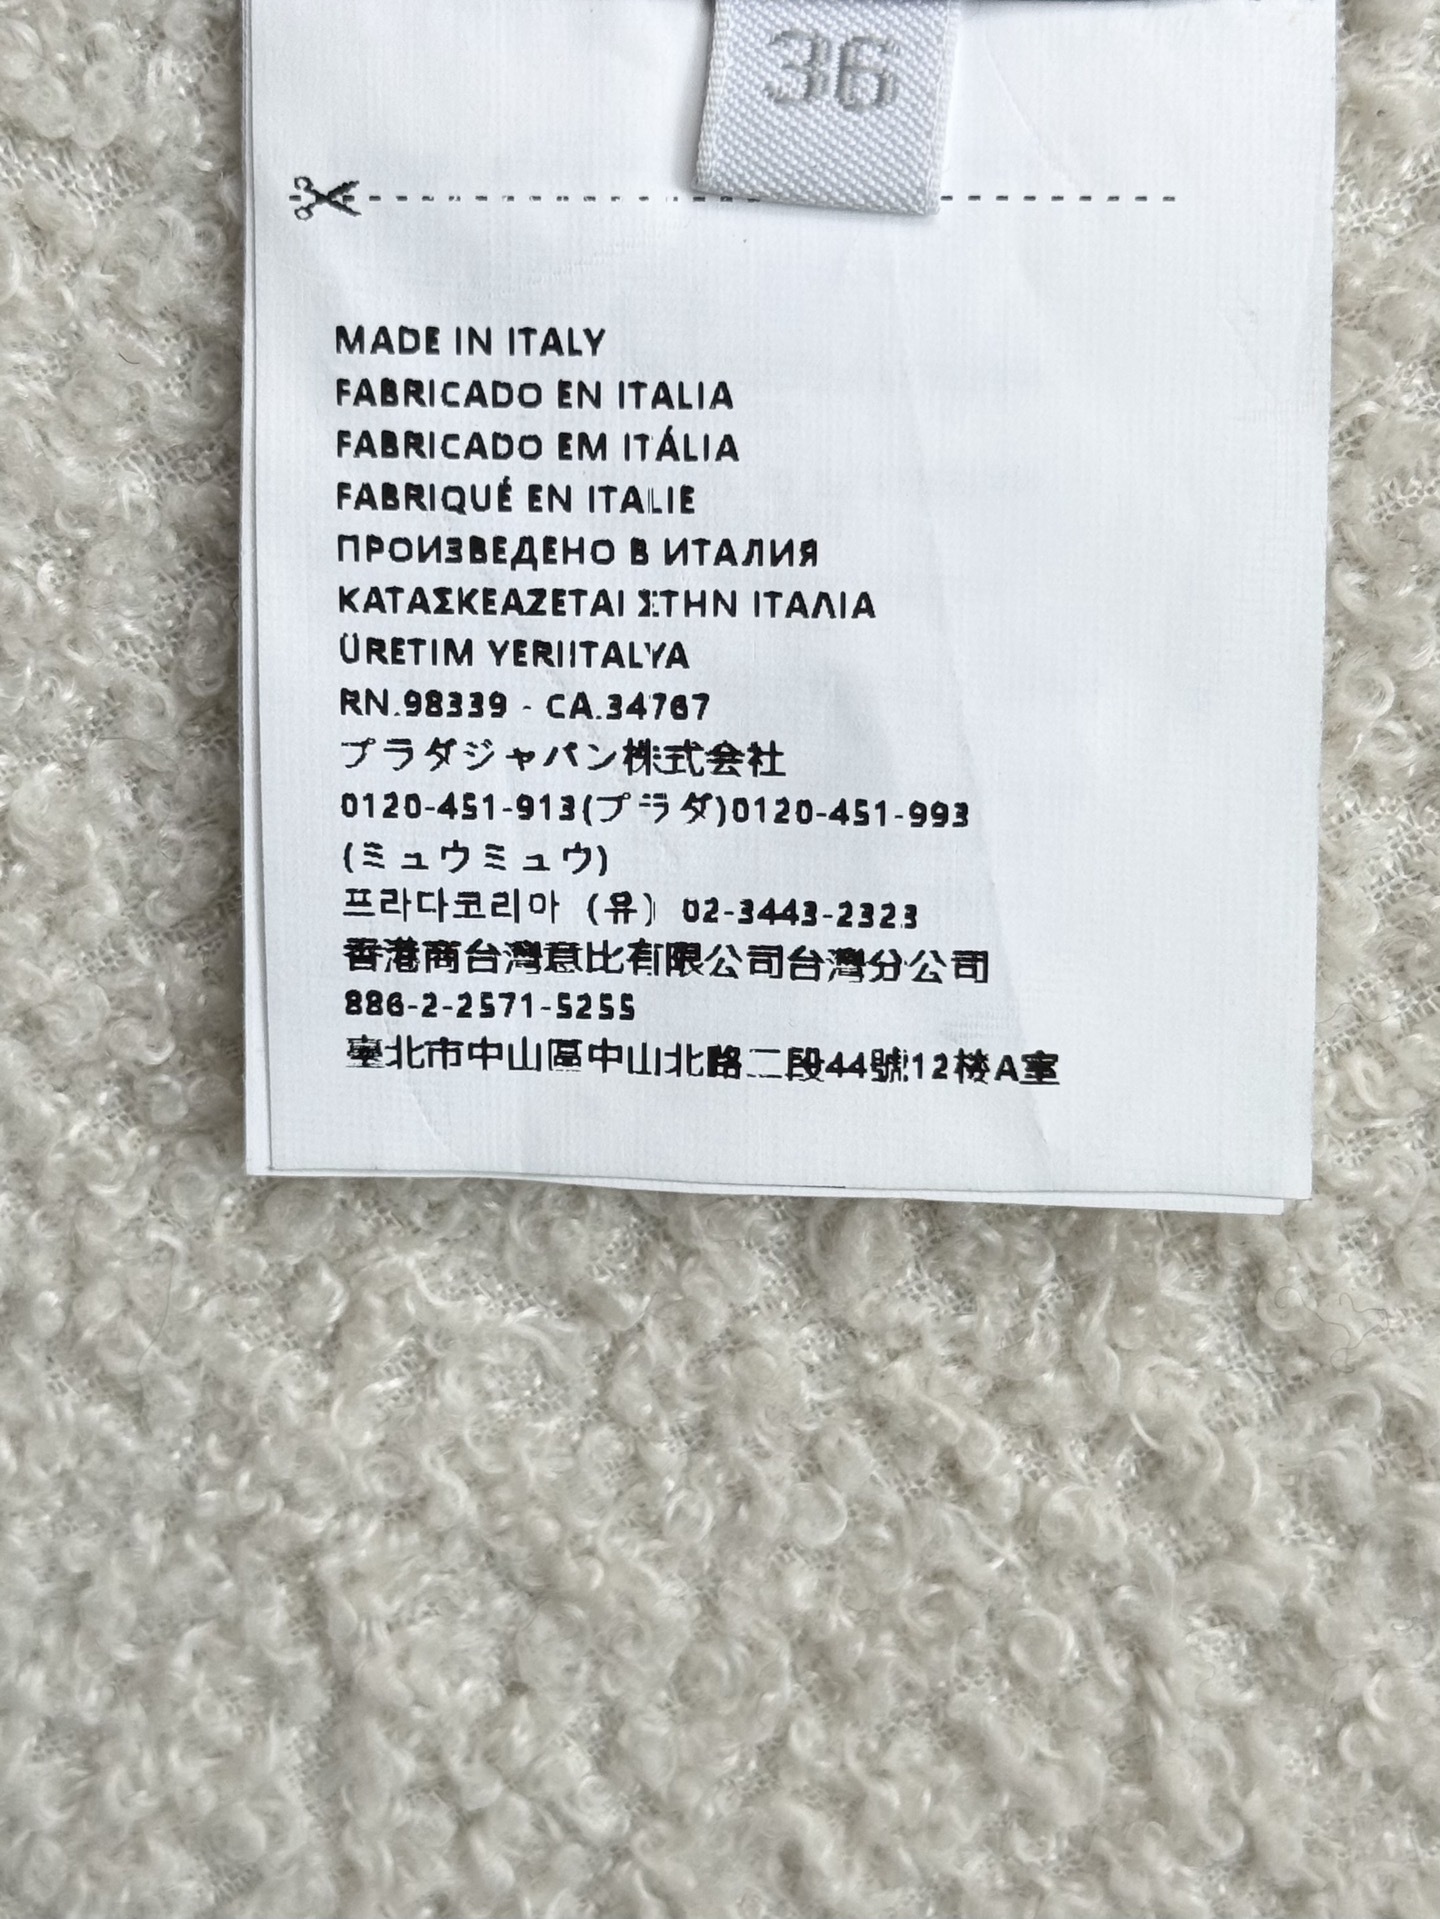 36
MADE IN ITALY
FABRICADO EN ITALIA
FABRICADO EM ITÁLIA
FABRIQUÉ EN ITALIE
ПРОИЗВЕДЕНО В ИТАЛИЯ
ΚΑΤΑΣΚΕΑΖΕΤΑΙ ΣΤΗΝ ΙΤΑΛΙΑ
ÜRETIM YERIITALYA
RN.98339 - CA.34767
プラダジャパン株式会社
0120-451-913(プラダ)0120-451-993
(ミュウミュウ)
프라다코리아 (유) 02-3443-2323
香港商台灣意比有限公司台灣分公司
886-2-2571-5255
臺北市中山區中山北路二段44號12楼A室